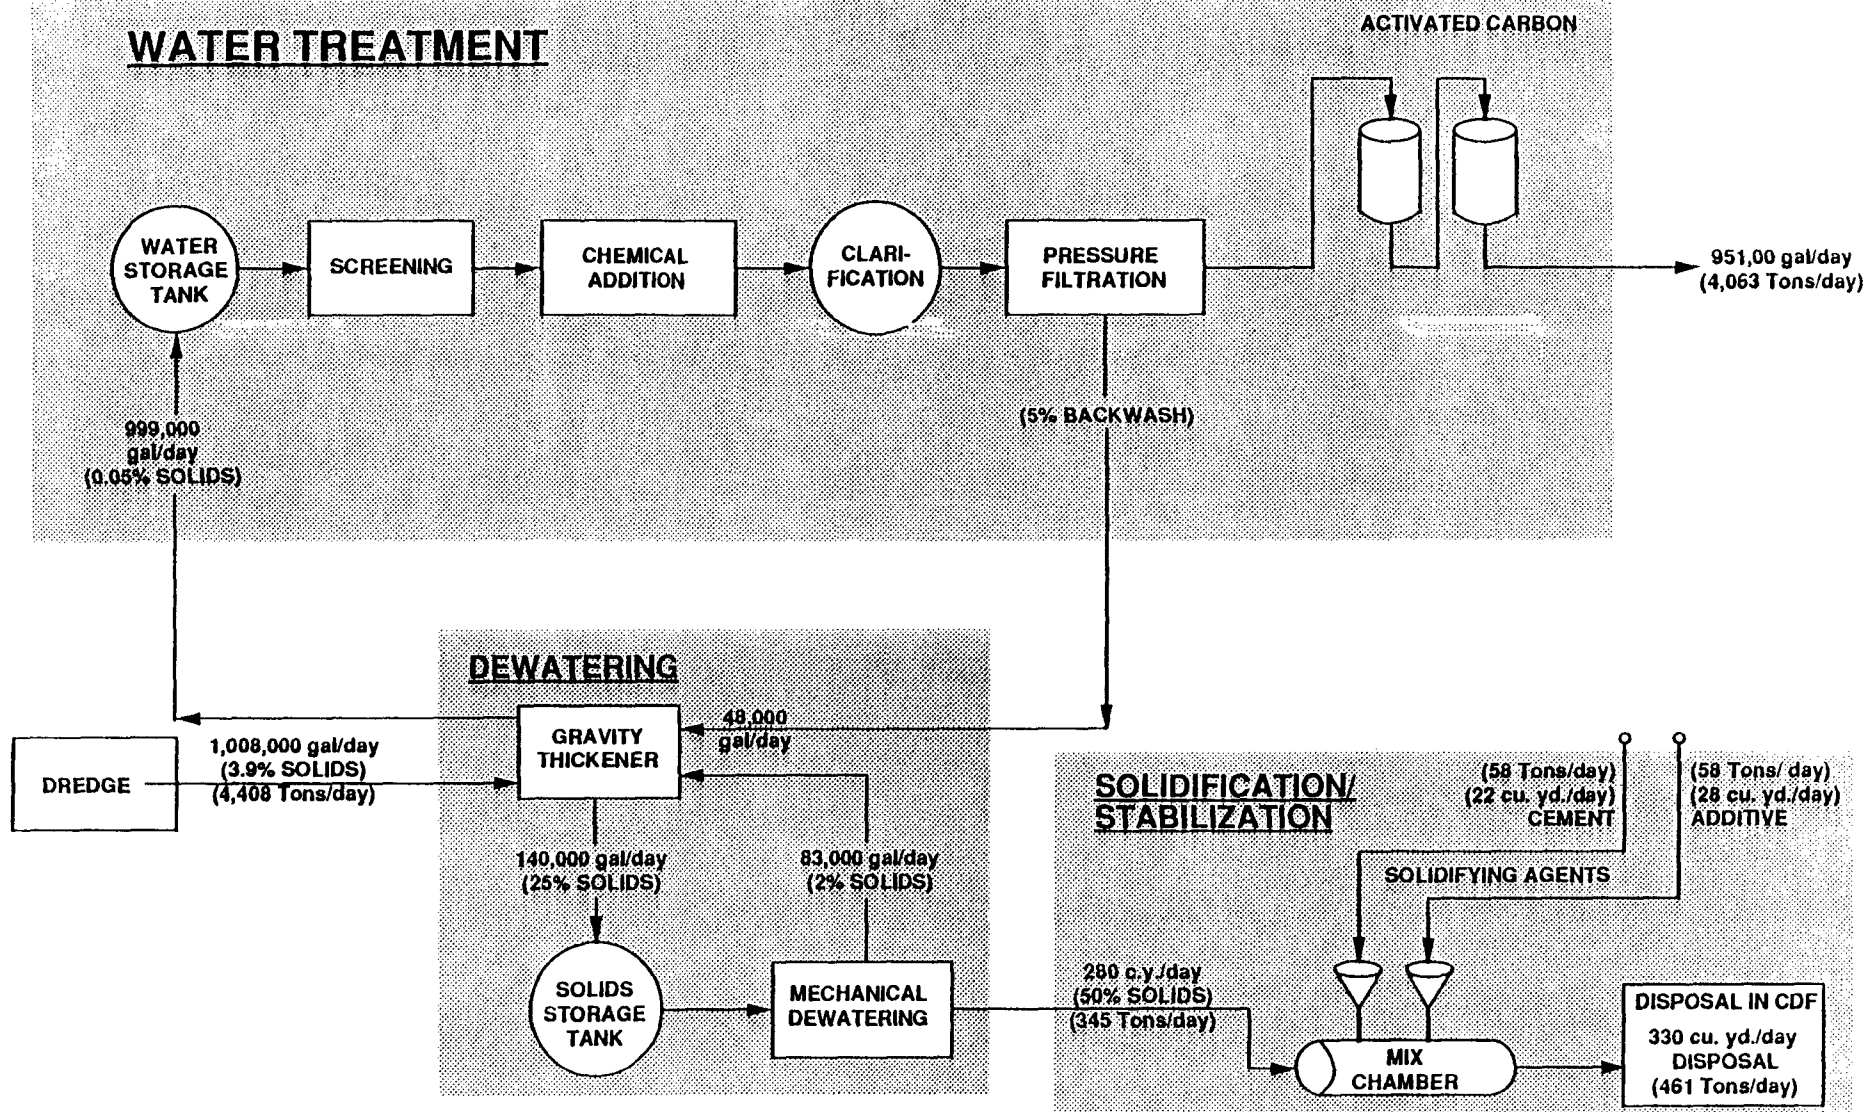 ACTIVATED CARBON
WATER TREATMENT
WATER
STORAGE
TANK
SCREENING
CHEMICAL
ADDITION
CLARI-
FICATION
PRESSURE
FILTRATION
951,00 gal/day
(4,063 Tons/day)
(5% BACKWASH)
999,000
gal/day
(0.05% SOLIDS)
DEWATERING
GRAVITY
THICKENER
48,000
gal/day
DREDGE
1,008,000 gal/day
(3.9% SOLIDS)
(4,408 Tons/day)
140,000 gal/day
(25% SOLIDS)
83,000 gal/day
(2% SOLIDS)
SOLIDS
STORAGE
TANK
MECHANICAL
DEWATERING
SOLIDIFICATION/
STABILIZATION
(58 Tons/day)
(22 cu. yd./day)
CEMENT
(58 Tons/ day)
(28 cu. yd./day)
ADDITIVE
SOLIDIFYING AGENTS
280 c.y./day
(50% SOLIDS)
(345 Tons/day)
MIX
CHAMBER
DISPOSAL IN CDF
330 cu. yd./day
DISPOSAL
(461 Tons/day)